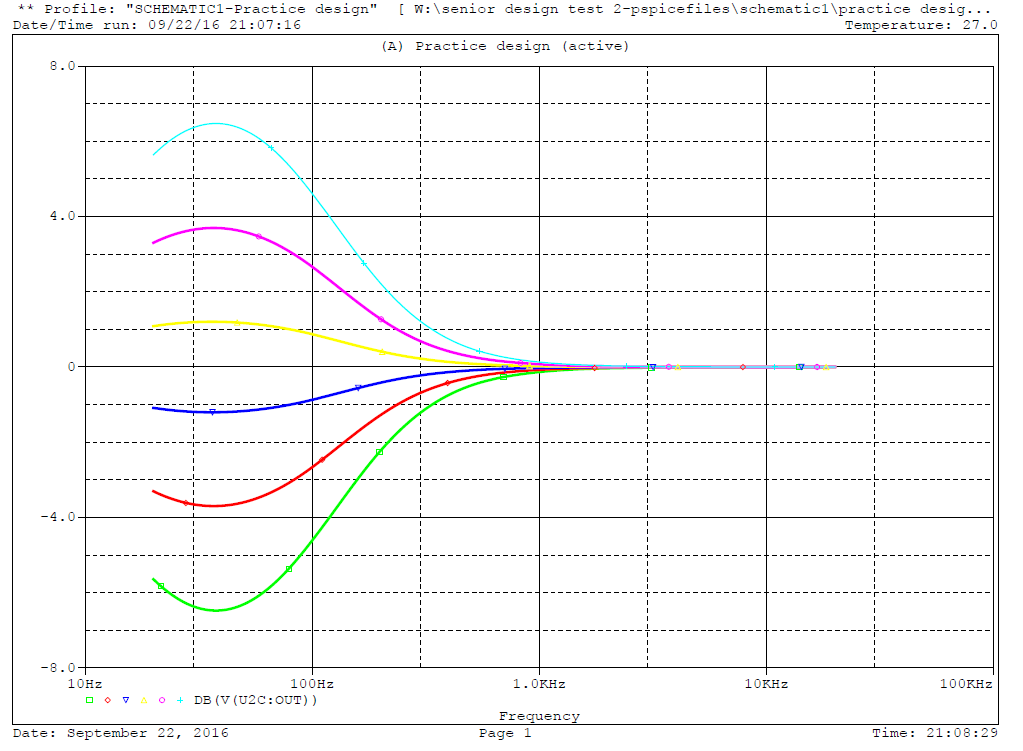 ** Profile: "SCHEMATIC1-Practice design"  [ W:\senior design test 2-pspicefiles\schematic1\practice desig...
Date/Time run: 09/22/16 21:07:16 Temperature: 27.0
(A) Practice design (active)
8.0
4.0
0
-4.0
-8.0
10Hz 100Hz 1.0KHz 10KHz 100KHz
DB(V(U2C:OUT))
Frequency
Date: September 22, 2016 Page 1 Time: 21:08:29